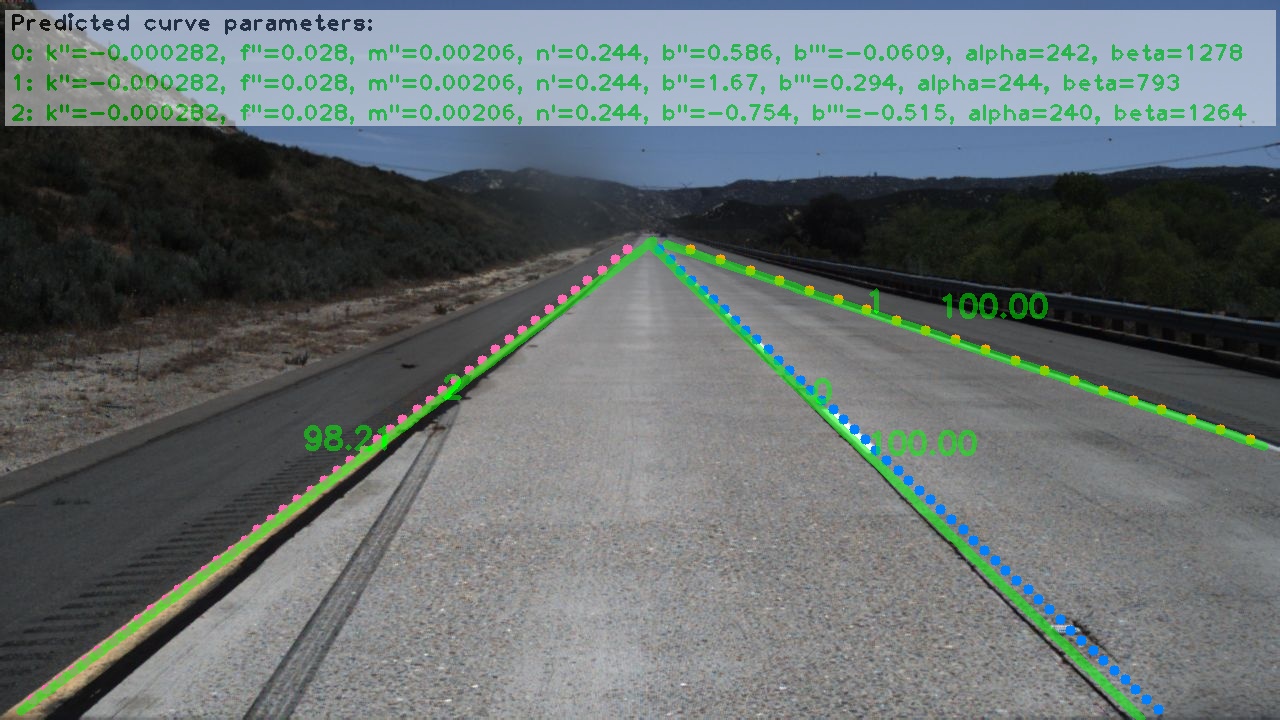 Predicted curve parameters:
0: k''=-0.000282, f''=0.028, m''=0.00206, n'=0.244, b''=0.586, b'''=-0.0609, alpha=242, beta=1278
1: k''=-0.000282, f''=0.028, m''=0.00206, n'=0.244, b''=1.67, b'''=0.294, alpha=244, beta=793
2: k''=-0.000282, f''=0.028, m''=0.00206, n'=0.244, b''=-0.754, b'''=-0.515, alpha=240, beta=1264
1 100.00
2 0
98.21 100.00